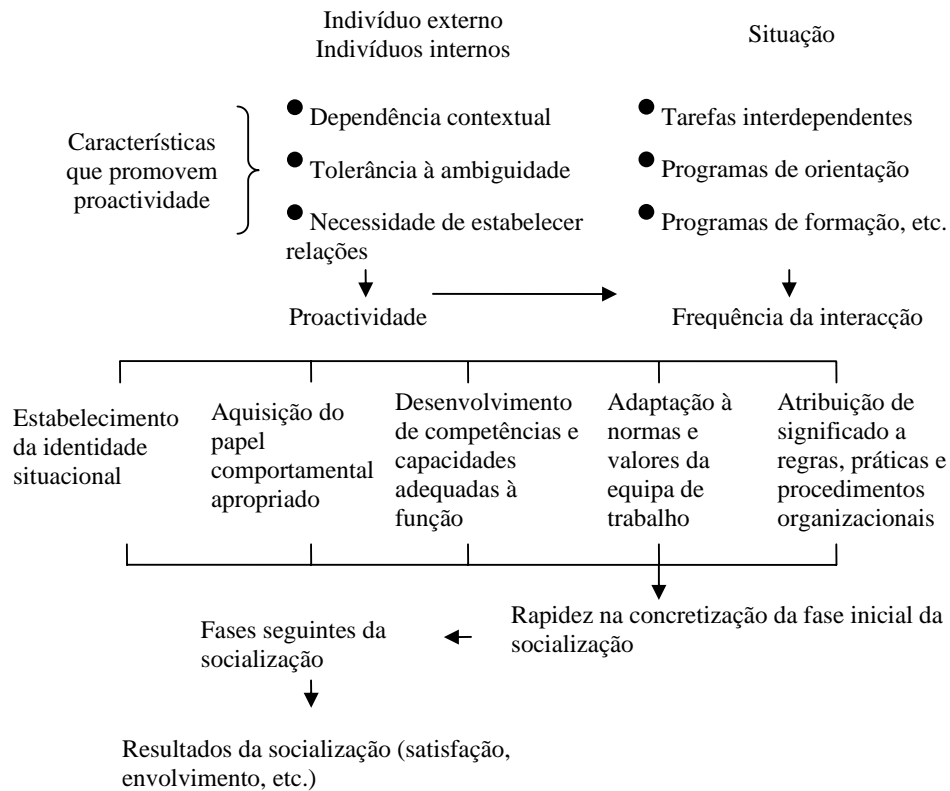 Indivíduo externo
Indivíduos internos
Situação
Características
que promovem
proactividade
● Dependência contextual
● Tolerância à ambiguidade
● Necessidade de estabelecer
relações
● Tarefas interdependentes
● Programas de orientação
● Programas de formação, etc.
Proactividade
Frequência da interacção
Estabelecimento
da identidade
situacional
Aquisição do
papel
comportamental
apropriado
Desenvolvimento
de competências e
capacidades
adequadas à
função
Adaptação à
normas e
valores da
equipa de
trabalho
Atribuição de
significado a
regras, práticas e
procedimentos
organizacionais
Rapidez na concretização da fase inicial da
socialização
Fases seguintes da
socialização
Resultados da socialização (satisfação,
envolvimento, etc.)